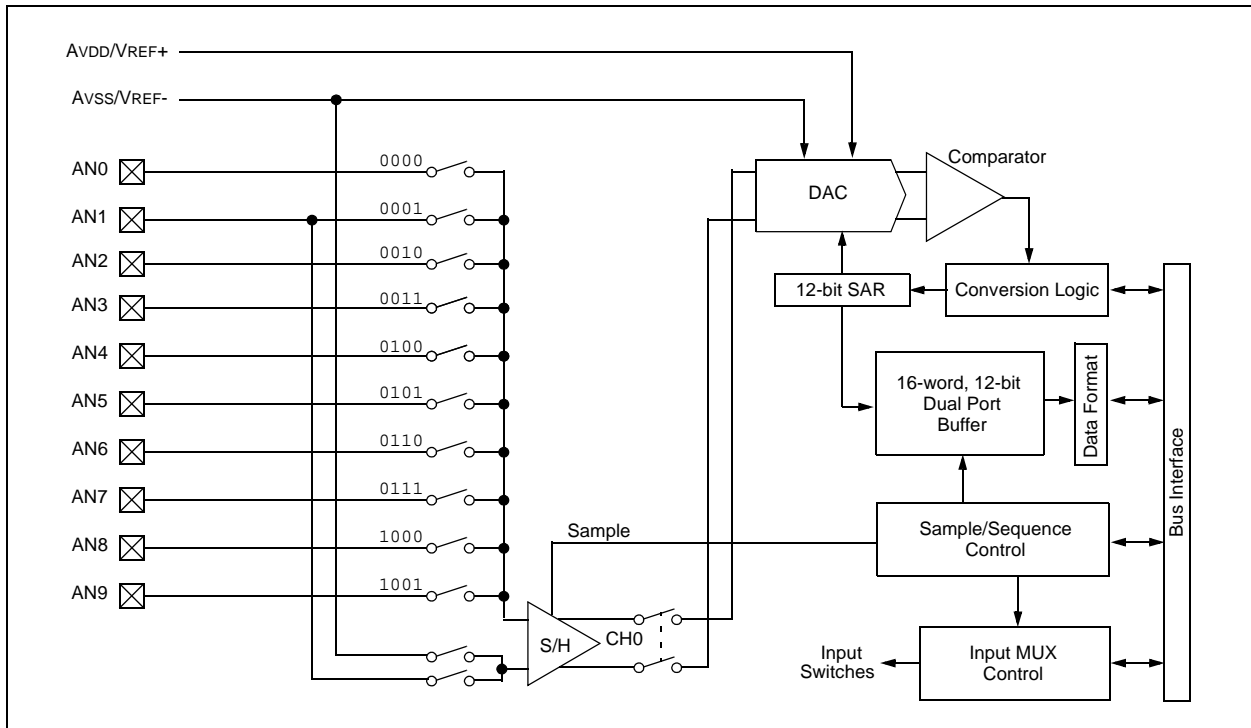 AVDD/VREF+
AVSS/VREF-
AN0
0000
AN1
0001
AN2
0010
AN3
0011
AN4
0100
AN5
0101
AN6
0110
AN7
0111
AN8
1000
AN9
1001
DAC
Comparator
12-bit SAR
Conversion Logic
16-word, 12-bit
Dual Port
Buffer
Data Format
Bus Interface
Sample
Sample/Sequence
Control
S/H
CH0
Input
Switches
Input MUX
Control